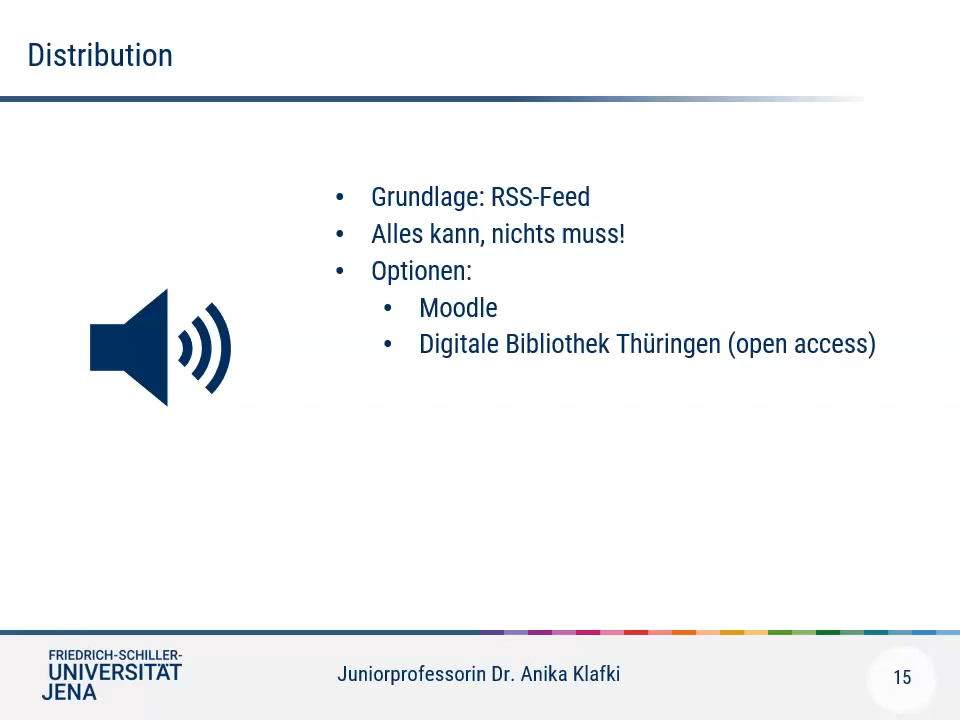 Distribution
• Grundlage: RSS-Feed
• Alles kann, nichts muss!
• Optionen:
• Moodle
• Digitale Bibliothek Thüringen (open access)
FRIEDRICH-SCHILLER-
UNIVERSITÄT
JENA
Juniorprofessorin Dr. Anika Klafki
15